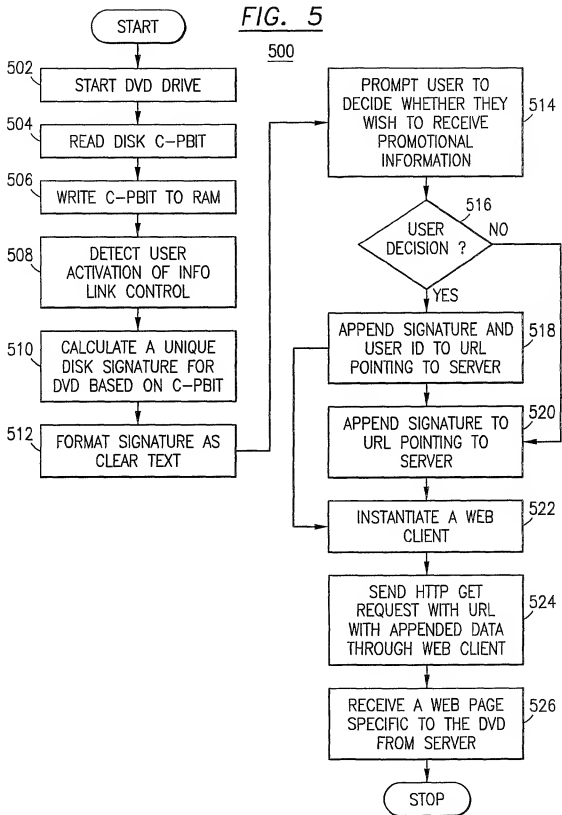 FIG. 5
500
START
502
START DVD DRIVE
504
READ DISK C-PBIT
506
WRITE C-PBIT TO RAM
508
DETECT USER
ACTIVATION OF INFO
LINK CONTROL
510
CALCULATE A UNIQUE
DISK SIGNATURE FOR
DVD BASED ON C-PBIT
512
FORMAT SIGNATURE AS
CLEAR TEXT
PROMPT USER TO
DECIDE WHETHER THEY
WISH TO RECEIVE
PROMOTIONAL
INFORMATION
514
516
USER
DECISION ?
NO
YES
APPEND SIGNATURE AND
USER ID TO URL
POINTING TO SERVER
518
APPEND SIGNATURE TO
URL POINTING TO
SERVER
520
INSTANTIATE A WEB
CLIENT
522
SEND HTTP GET
REQUEST WITH URL
WITH APPENDED DATA
THROUGH WEB CLIENT
524
RECEIVE A WEB PAGE
SPECIFIC TO THE DVD
FROM SERVER
526
STOP